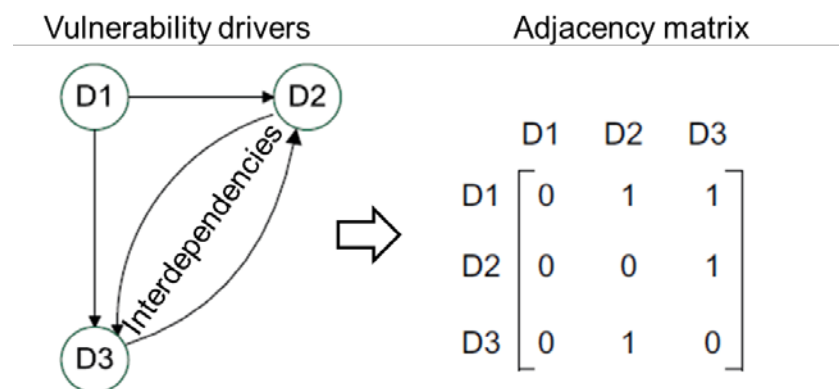 Vulnerability drivers
D1
D2
Interdependencies
D3
Adjacency matrix
D1 D2 D3
D1 0 1 1
D2 0 0 1
D3 0 1 0